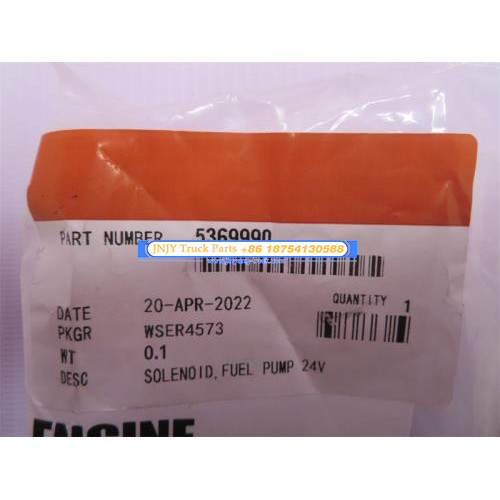 PART NUMBER 5369990
JNJY Truck Parts +86 18754130588
DATE 20-APR-2022 QUANTITY 1
PKGR WSER4573
WT 0.1
DESC SOLENOID, FUEL PUMP 24V
ENGINE